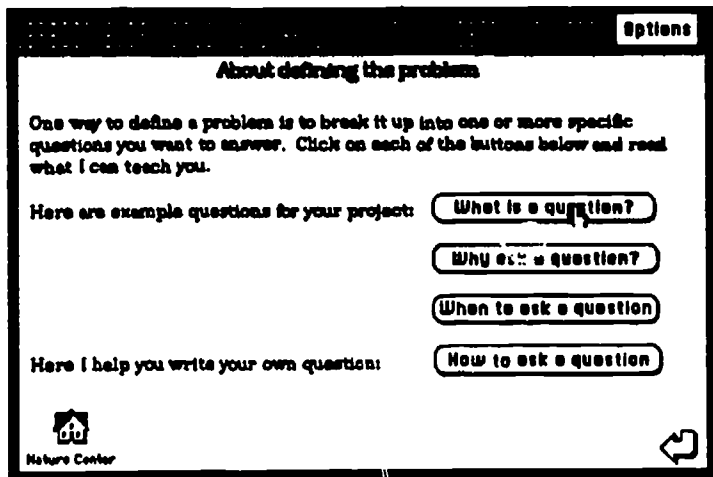 Options
About defining the problem
One way to define a problem is to break it up into one or more specific
questions you want to answer. Click on each of the buttons below and read
what I can teach you.
Here are example questions for your project: What is a question?
Why ask a question?
When to ask a question
Here I help you write your own question: How to ask a question
Nature Center